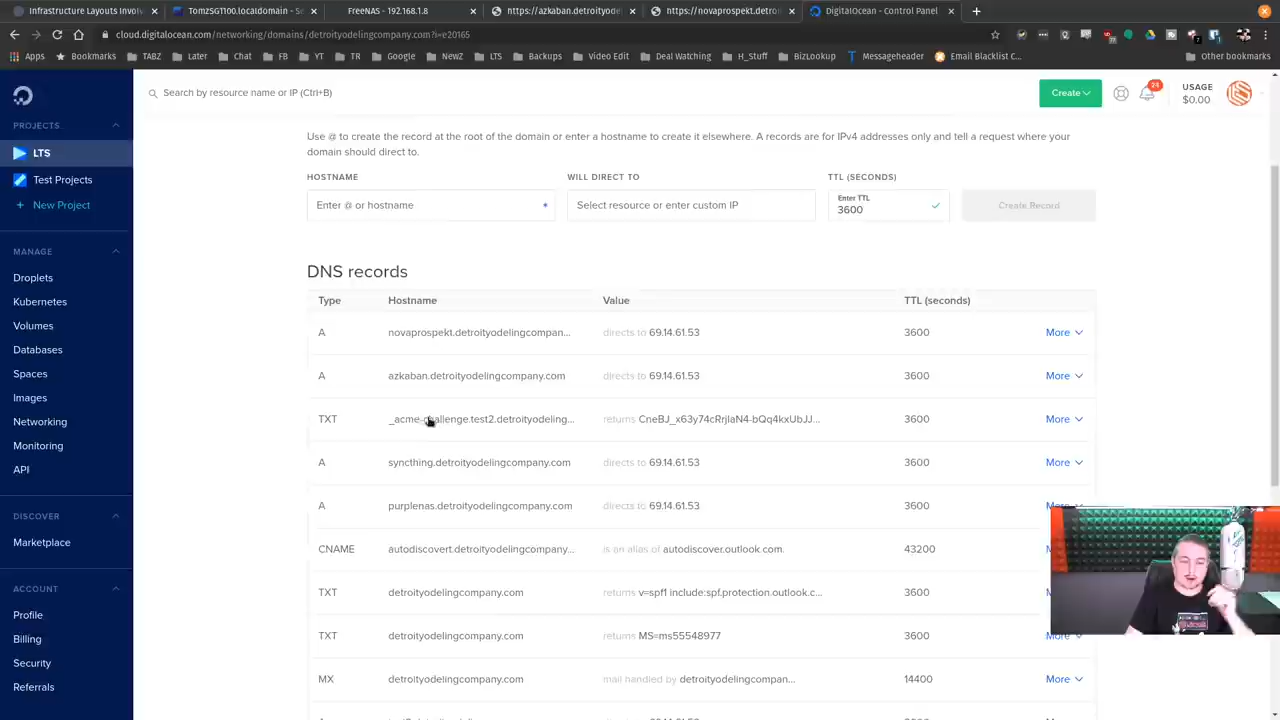 Infrastructure Layouts Invol
TomzSG1100.localdomain - S
FreeNAS - 192.168.1.8
https://azkaban.detroityode
https://novaprospekt.detro
DigitalOcean - Control Panel
cloud.digitalocean.com/networking/domains/detroityodelingcompany.com?i=e20165
Apps
Bookmarks
TABZ
Later
Chat
FB
YT
TR
Google
NewZ
LTS
Backups
Video Edit
Deal Watching
H_Stuff
BizLookup
Messageheader
Email Blacklist C...
Other bookmarks
Search by resource name or IP (Ctrl+B)
Create
21
USAGE
$0.00
PROJECTS
LTS
Test Projects
+ New Project
MANAGE
Droplets
Kubernetes
Volumes
Databases
Spaces
Images
Networking
Monitoring
API
DISCOVER
Marketplace
ACCOUNT
Profile
Billing
Security
Referrals
Use @ to create the record at the root of the domain or enter a hostname to create it elsewhere. A records are for IPv4 addresses only and tell a request where your
domain should direct to.
HOSTNAME
WILL DIRECT TO
TTL (SECONDS)
Enter @ or hostname *
Select resource or enter custom IP
Enter TTL
3600
Create Record
DNS records
Type Hostname Value TTL (seconds)
A novaprospekt.detroityodelingcompan... directs to 69.14.61.53 3600 More
A azkaban.detroityodelingcompany.com directs to 69.14.61.53 3600 More
TXT _acme-challenge.test2.detroityodeling... returns CneBJ_x63y74cRrjlaN4-bQq4kxUbJJ... 3600 More
A syncthing.detroityodelingcompany.com directs to 69.14.61.53 3600 More
A purplenas.detroityodelingcompany.com directs to 69.14.61.53 3600 More
CNAME autodiscovert.detroityodelingcompany... is an alias of autodiscover.outlook.com. 43200
TXT detroityodelingcompany.com returns v=spf1 include:spf.protection.outlook.c... 3600
TXT detroityodelingcompany.com returns MS=ms55548977 3600 More
MX detroityodelingcompany.com mail handled by detroityodelingcompan... 14400 More